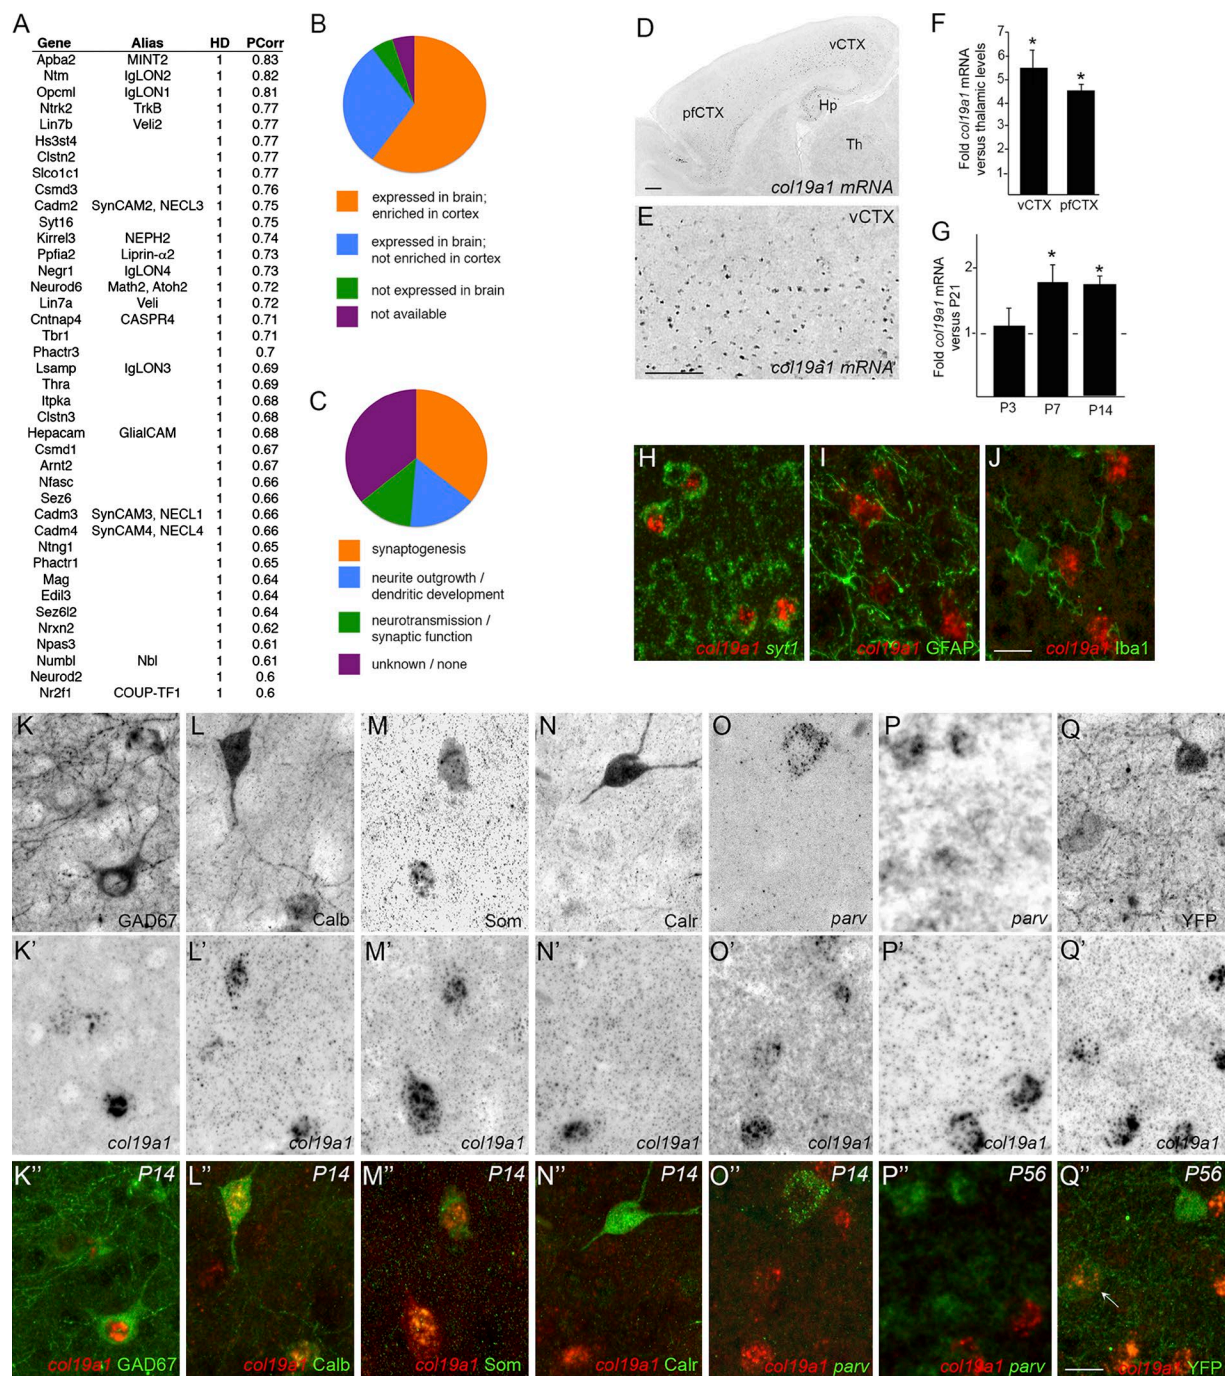 A
Gene Alias HD PCorr
Apba2 MINT2 1 0.83
Ntm IgLON2 1 0.82
Opcml IgLON1 1 0.81
Ntrk2 TrkB 1 0.77
Lin7b Veli2 1 0.77
Hs3st4 1 0.77
Clstn2 1 0.77
Slco1c1 1 0.77
Csmd3 1 0.76
Cadm2 SynCAM2, NECL3 1 0.75
Syt16 1 0.75
Kirrel3 NEPH2 1 0.74
Ppfia2 Liprin-α2 1 0.73
Negr1 IgLON4 1 0.73
Neurod6 Math2, Atoh2 1 0.72
Lin7a Veli 1 0.72
Cntnap4 CASPR4 1 0.71
Tbr1 1 0.71
Phactr3 1 0.7
Lsamp IgLON3 1 0.69
Thra 1 0.69
Itpka 1 0.68
Clstn3 1 0.68
Hepacam GlialCAM 1 0.68
Csmd1 1 0.67
Arnt2 1 0.67
Nfasc 1 0.66
Sez6 1 0.66
Cadm3 SynCAM3, NECL1 1 0.66
Cadm4 SynCAM4, NECL4 1 0.66
Ntng1 1 0.65
Phactr1 1 0.65
Mag 1 0.64
Edil3 1 0.64
Sez6l2 1 0.64
Nrxn2 1 0.62
Npas3 1 0.61
Numbl Nbl 1 0.61
Neurod2 1 0.6
Nr2f1 COUP-TF1 1 0.6
B
expressed in brain;
enriched in cortex
expressed in brain;
not enriched in cortex
not expressed in brain
not available
C
synaptogenesis
neurite outgrowth /
dendritic development
neurotransmission /
synaptic function
unknown / none
D
vCTX
pfCTX
Hp
Th
col19a1 mRNA
E
vCTX
col19a1 mRNA
F
Fold col19a1 mRNA
versus thalamic levels
7
6
5
4
3
2
1
* *
vCTX pfCTX
G
Fold col19a1 mRNA
versus P21
2
1
* *
P3 P7 P14
H
col19a1 syt1
I
col19a1 GFAP
J
col19a1 Iba1
K
GAD67
L
Calb
M
Som
N
Calr
O
parv
P
parv
Q
YFP
K'
col19a1
L'
col19a1
M'
col19a1
N'
col19a1
O'
col19a1
P'
col19a1
Q'
col19a1
K'' P14
col19a1 GAD67
L'' P14
col19a1 Calb
M'' P14
col19a1 Som
N'' P14
col19a1 Calr
O'' P14
col19a1 parv
P'' P56
col19a1 parv
Q'' P56
col19a1 YFP